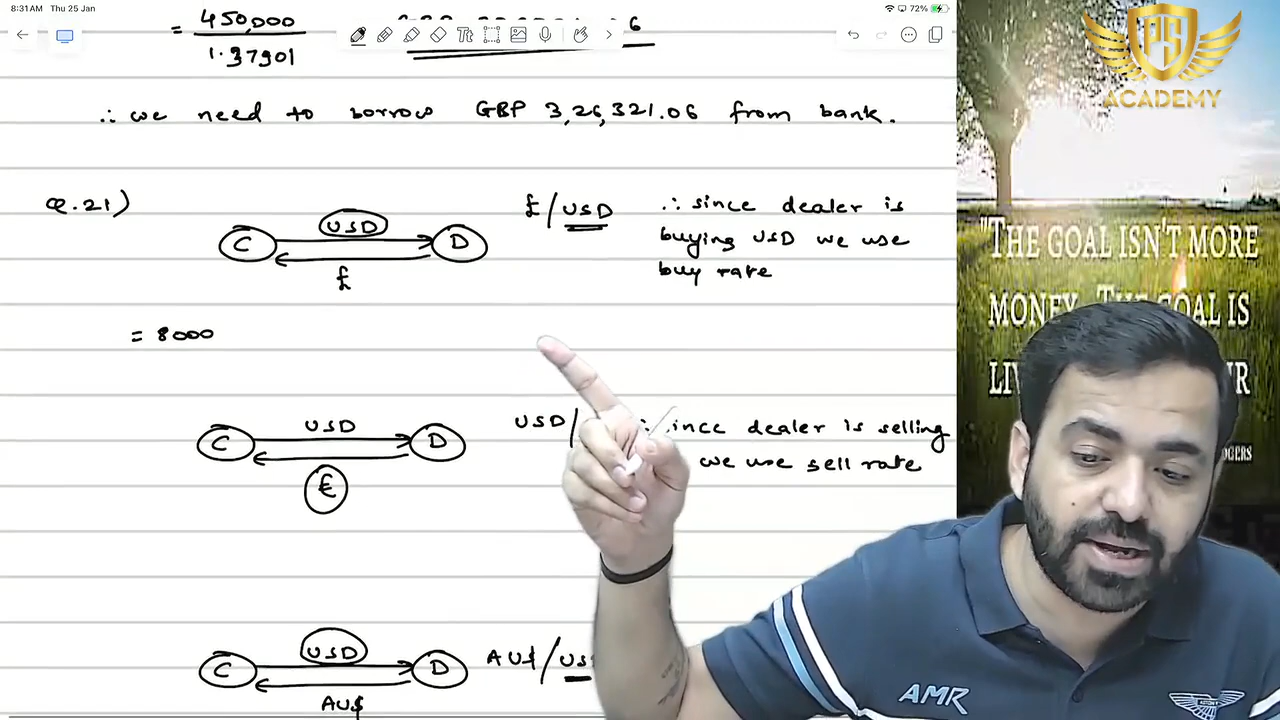 8:31AM Thu 25 Jan
72%
= 450,000
1.37901
6
Tt
∴ we need to borrow GBP 3,26,321.06 from bank.
Q.21)
C USD D
£
£/USD ∴ since dealer is
buying USD we use
buy rate
= 8000
C USD D
€
USD/ since dealer is selling
we use sell rate
C USD D
AU$
AU$/US
PS
ACADEMY
"THE GOAL ISN'T MORE
MONEY. THE GOAL IS
AMR